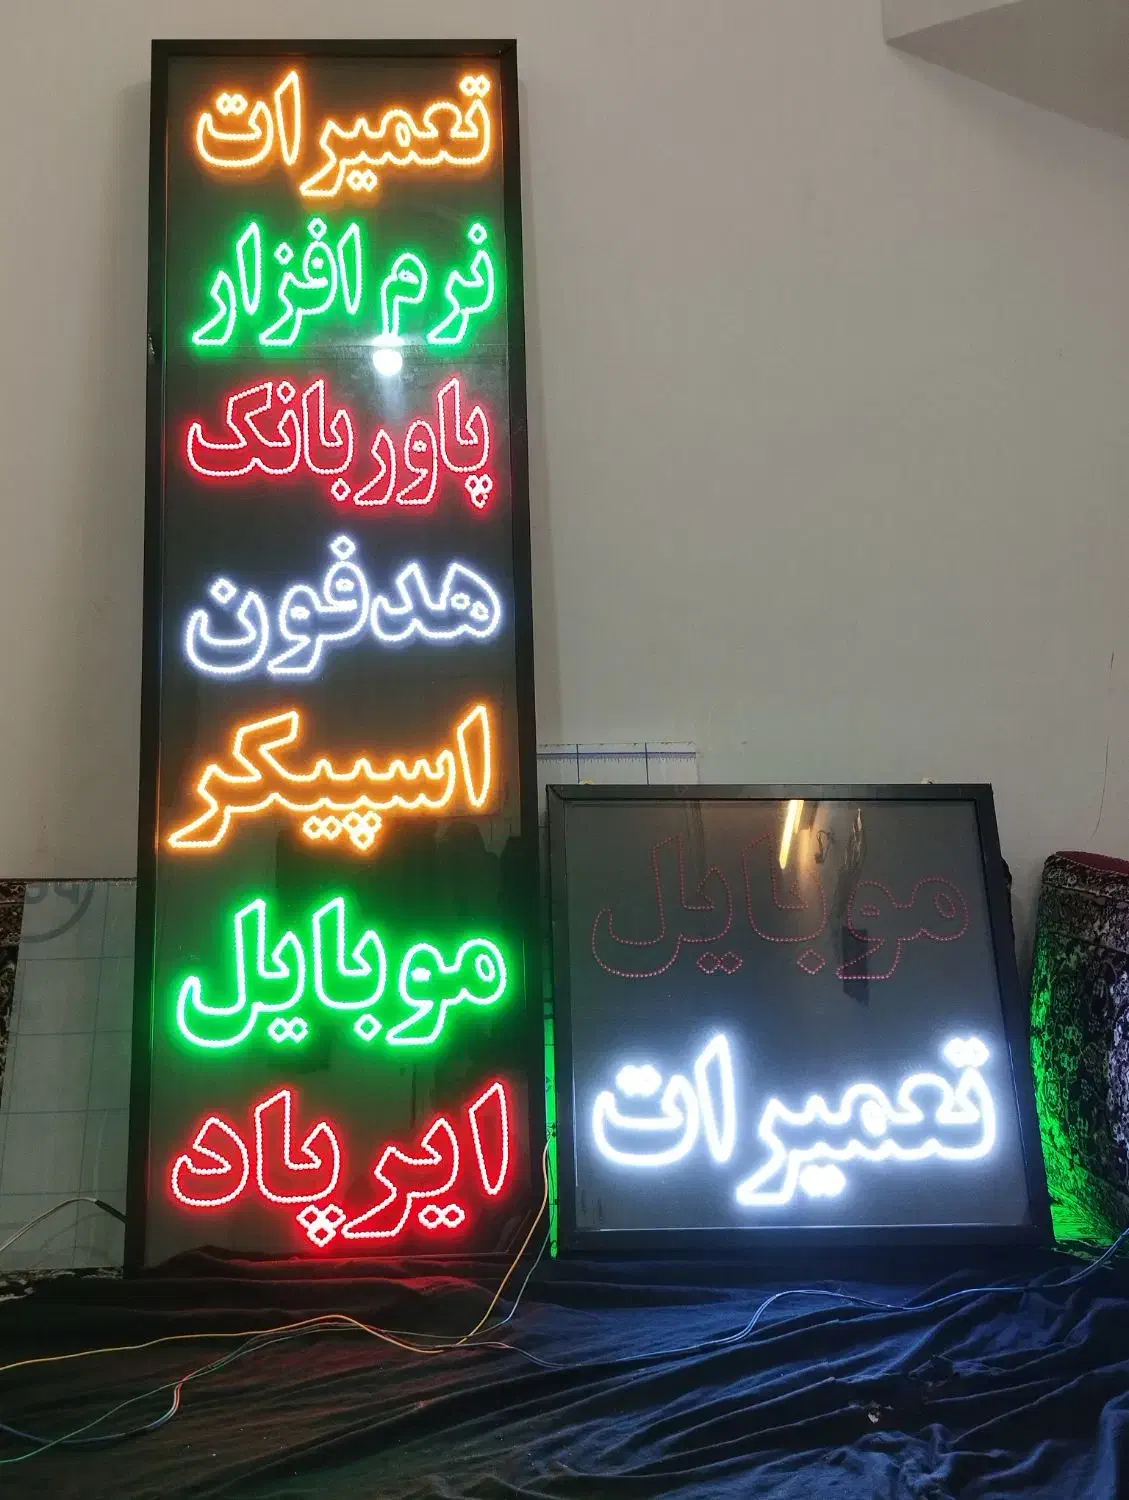 تعمیرات
نرم افزار
پاوربانک
هدفون
اسپیکر
موبایل
ایرپاد
موبایل
تعمیرات